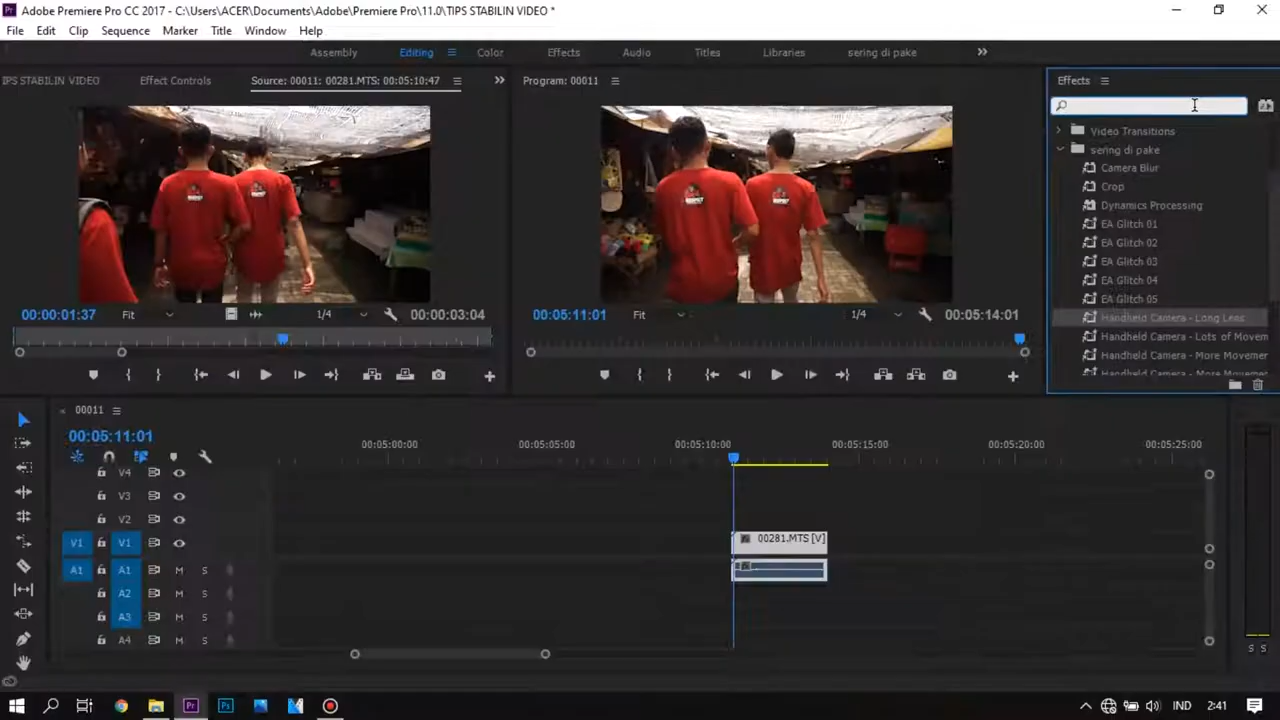 Adobe Premiere Pro CC 2017 - C:\Users\ACER\Documents\Adobe\Premiere Pro\11.0\TIPS STABILIN VIDEO *
File Edit Clip Sequence Marker Title Window Help
Assembly Editing Color Effects Audio Titles Libraries sering di pake
IPS STABILIN VIDEO Effect Controls Source: 00011: 00281.MTS: 00:05:10:47 Program: 00011 Effects
Video Transitions
sering di pake
Camera Blur
Crop
Dynamics Processing
EA Glitch 01
EA Glitch 02
EA Glitch 03
EA Glitch 04
EA Glitch 05
Handheld Camera - Long Lens
Handheld Camera - Lots of Movem
Handheld Camera - More Movemer
Handheld Camera - More Movemer
00:00:01:37 Fit 1/4 00:00:03:04 00:05:11:01 Fit 1/4 00:05:14:01
00011
00:05:11:01 00:05:00:00 00:05:05:00 00:05:10:00 00:05:15:00 00:05:20:00 00:05:25:00
V4
V3
V2
V1 V1 00281.MTS [V]
A1 A1 M S
A2 M S
A3 M S
A4 M S
S S
IND 2:41